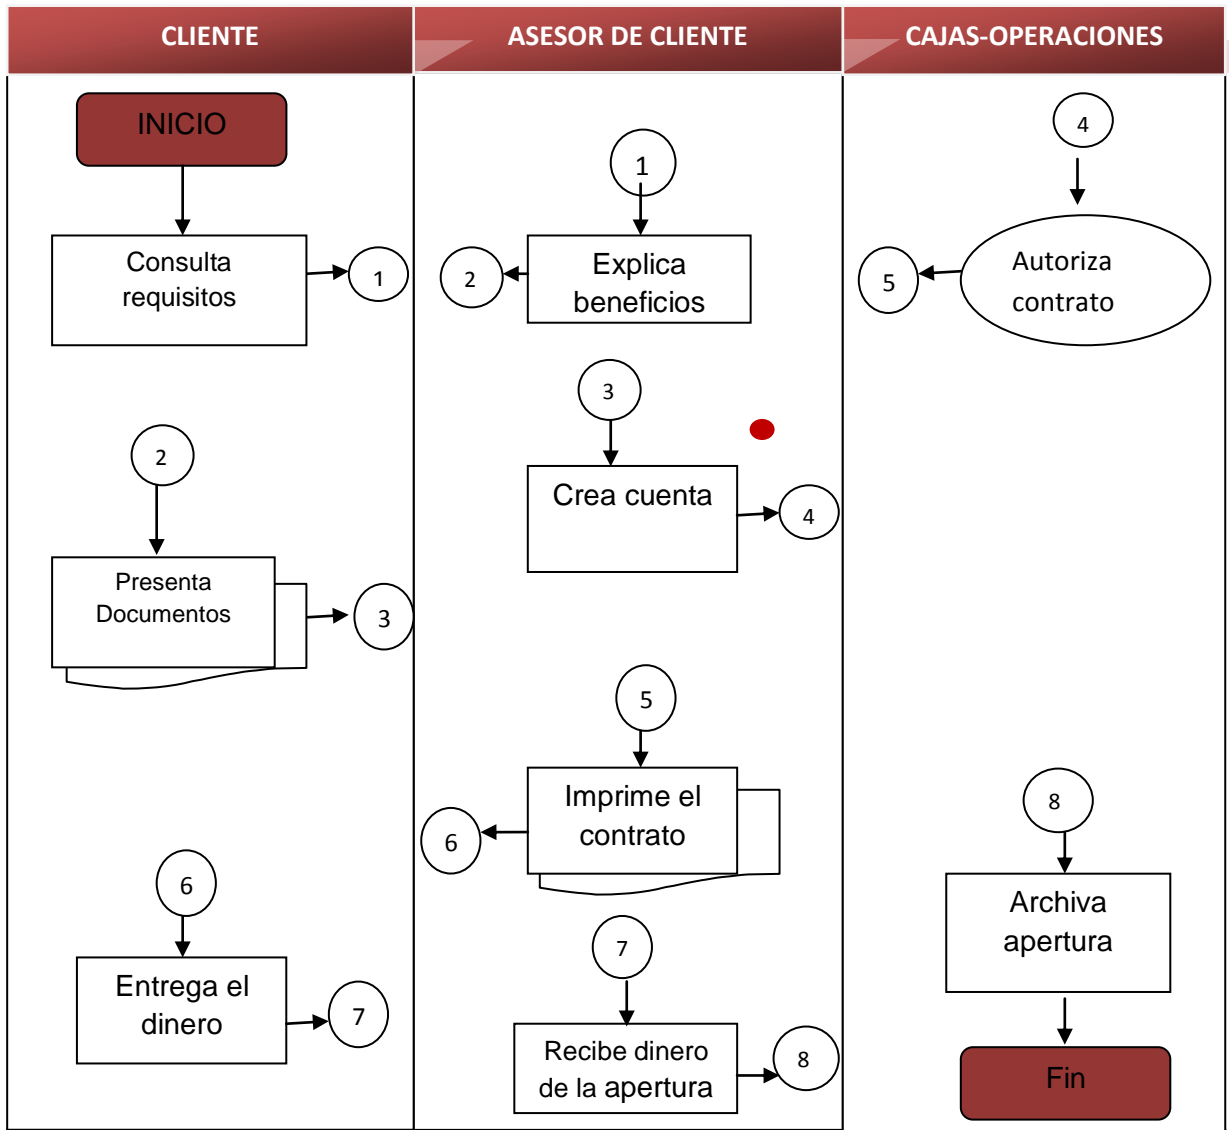 CLIENTE
ASESOR DE CLIENTE
CAJAS-OPERACIONES
INICIO
Consulta
requisitos
1
2
Presenta
Documentos
3
6
Entrega el
dinero
7
1
Explica
beneficios
2
3
Crea cuenta
4
5
Imprime el
contrato
6
7
Recibe dinero
de la apertura
8
4
Autoriza
contrato
5
8
Archiva
apertura
Fin